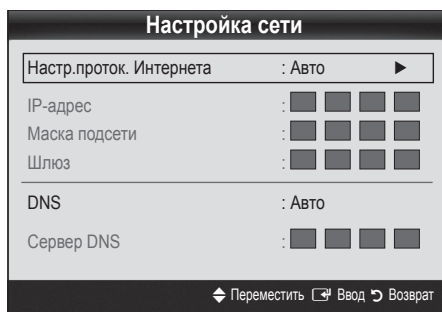 Настройка сети
Настр.проток. Интернета : Авто ►
IP-адрес :
Маска подсети :
Шлюз :
DNS : Авто
Сервер DNS :
Переместить Ввод Возврат